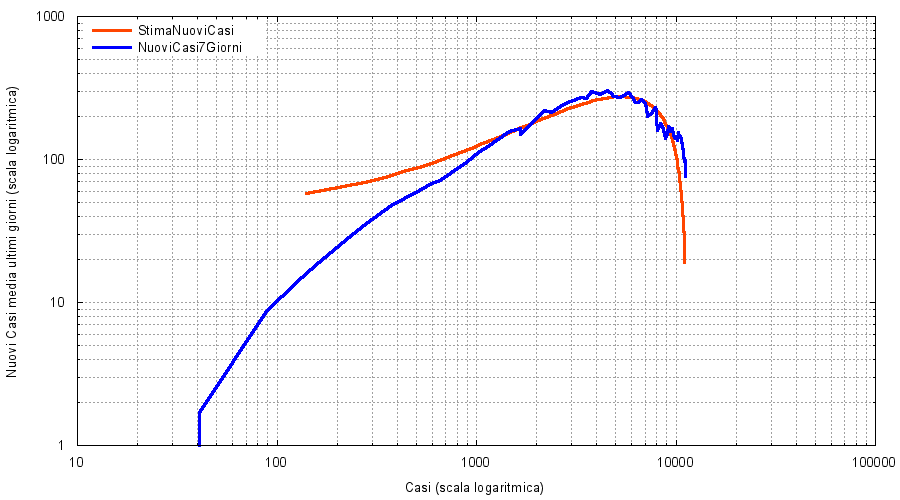 1000
StimaNuoviCasi
NuoviCasi7Giorni
100
10
1
Nuovi Casi media ultimi giorni (scala logaritmica)
10 100 1000 10000 100000
Casi (scala logaritmica)